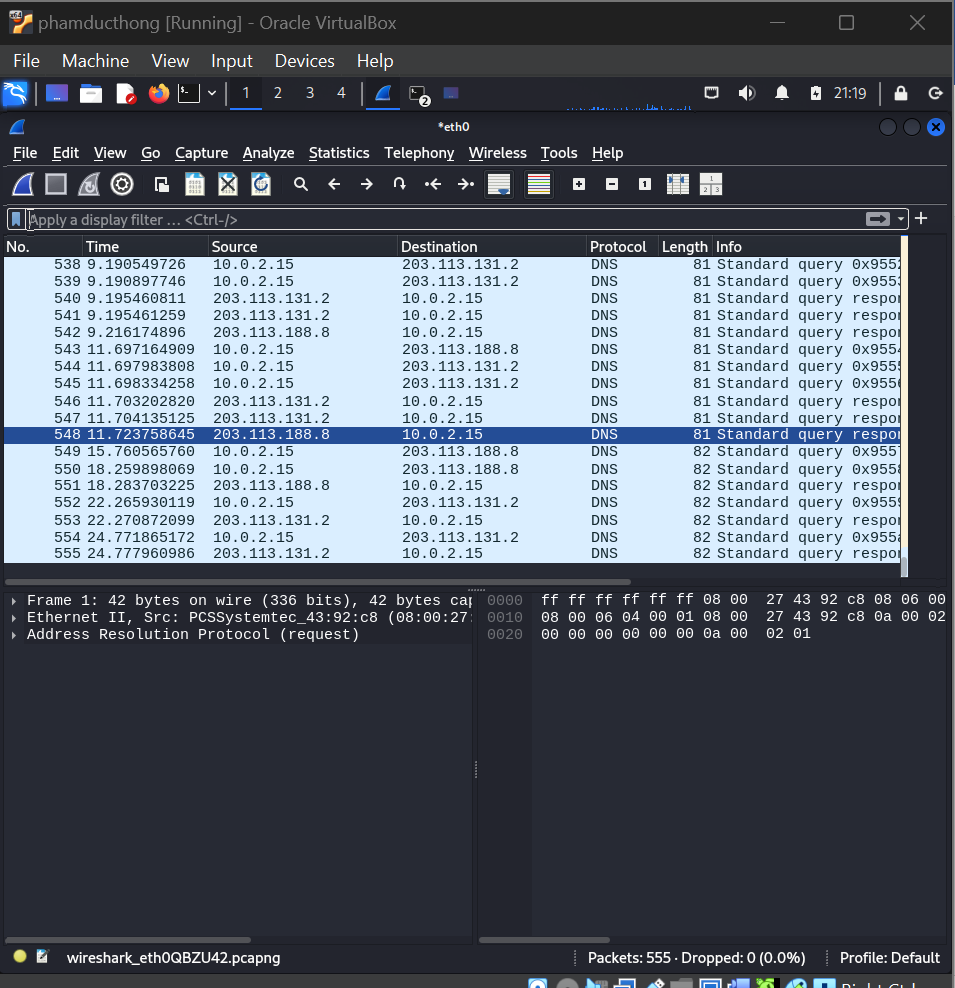 phamducthong [Running] - Oracle VirtualBox
File Machine View Input Devices Help
1 2 3 4 2 21:19
*eth0
File Edit View Go Capture Analyze Statistics Telephony Wireless Tools Help
Apply a display filter … <Ctrl-/>
No. Time Source Destination Protocol Length Info
538 9.190549726 10.0.2.15 203.113.131.2 DNS 81 Standard query 0x9552
539 9.190897746 10.0.2.15 203.113.131.2 DNS 81 Standard query 0x9553
540 9.195460811 203.113.131.2 10.0.2.15 DNS 81 Standard query respon
541 9.195461259 203.113.131.2 10.0.2.15 DNS 81 Standard query respon
542 9.216174896 203.113.188.8 10.0.2.15 DNS 81 Standard query respon
543 11.697164909 10.0.2.15 203.113.188.8 DNS 81 Standard query 0x9554
544 11.697983808 10.0.2.15 203.113.131.2 DNS 81 Standard query 0x9555
545 11.698334258 10.0.2.15 203.113.131.2 DNS 81 Standard query 0x9556
546 11.703202820 203.113.131.2 10.0.2.15 DNS 81 Standard query respon
547 11.704135125 203.113.131.2 10.0.2.15 DNS 81 Standard query respon
548 11.723758645 203.113.188.8 10.0.2.15 DNS 81 Standard query respon
549 15.760565760 10.0.2.15 203.113.188.8 DNS 82 Standard query 0x9557
550 18.259898069 10.0.2.15 203.113.188.8 DNS 82 Standard query 0x9558
551 18.283703225 203.113.188.8 10.0.2.15 DNS 82 Standard query respon
552 22.265930119 10.0.2.15 203.113.131.2 DNS 82 Standard query 0x9559
553 22.270872099 203.113.131.2 10.0.2.15 DNS 82 Standard query respon
554 24.771865172 10.0.2.15 203.113.131.2 DNS 82 Standard query 0x955a
555 24.777960986 203.113.131.2 10.0.2.15 DNS 82 Standard query respon
Frame 1: 42 bytes on wire (336 bits), 42 bytes cap
Ethernet II, Src: PCSSystemtec_43:92:c8 (08:00:27:
Address Resolution Protocol (request)
0000 ff ff ff ff ff ff 08 00 27 43 92 c8 08 06 00
0010 08 00 06 04 00 01 08 00 27 43 92 c8 0a 00 02
0020 00 00 00 00 00 00 0a 00 02 01
wireshark_eth0QBZU42.pcapng Packets: 555 · Dropped: 0 (0.0%) Profile: Default
Right Ctrl